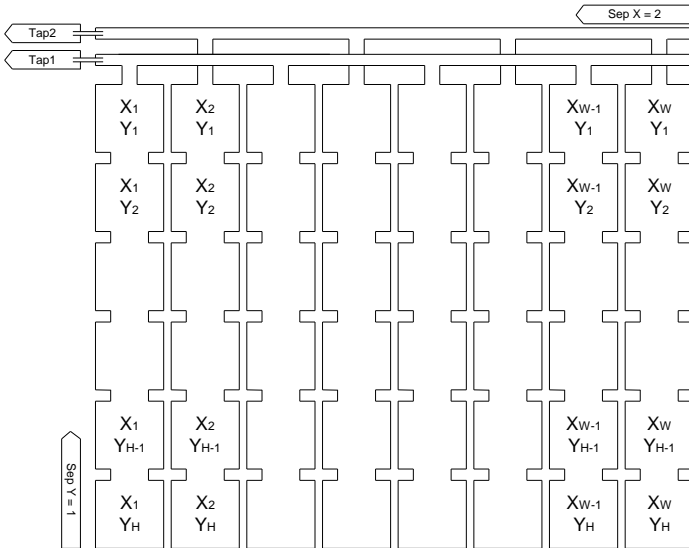 Sep X = 2
Tap2
Tap1
X1 X2 XW-1 XW
Y1 Y1 Y1 Y1
X1 X2 XW-1 XW
Y2 Y2 Y2 Y2
X1 X2 XW-1 XW
YH-1 YH-1 YH-1 YH-1
Sep Y = 1
X1 X2 XW-1 XW
YH YH YH YH